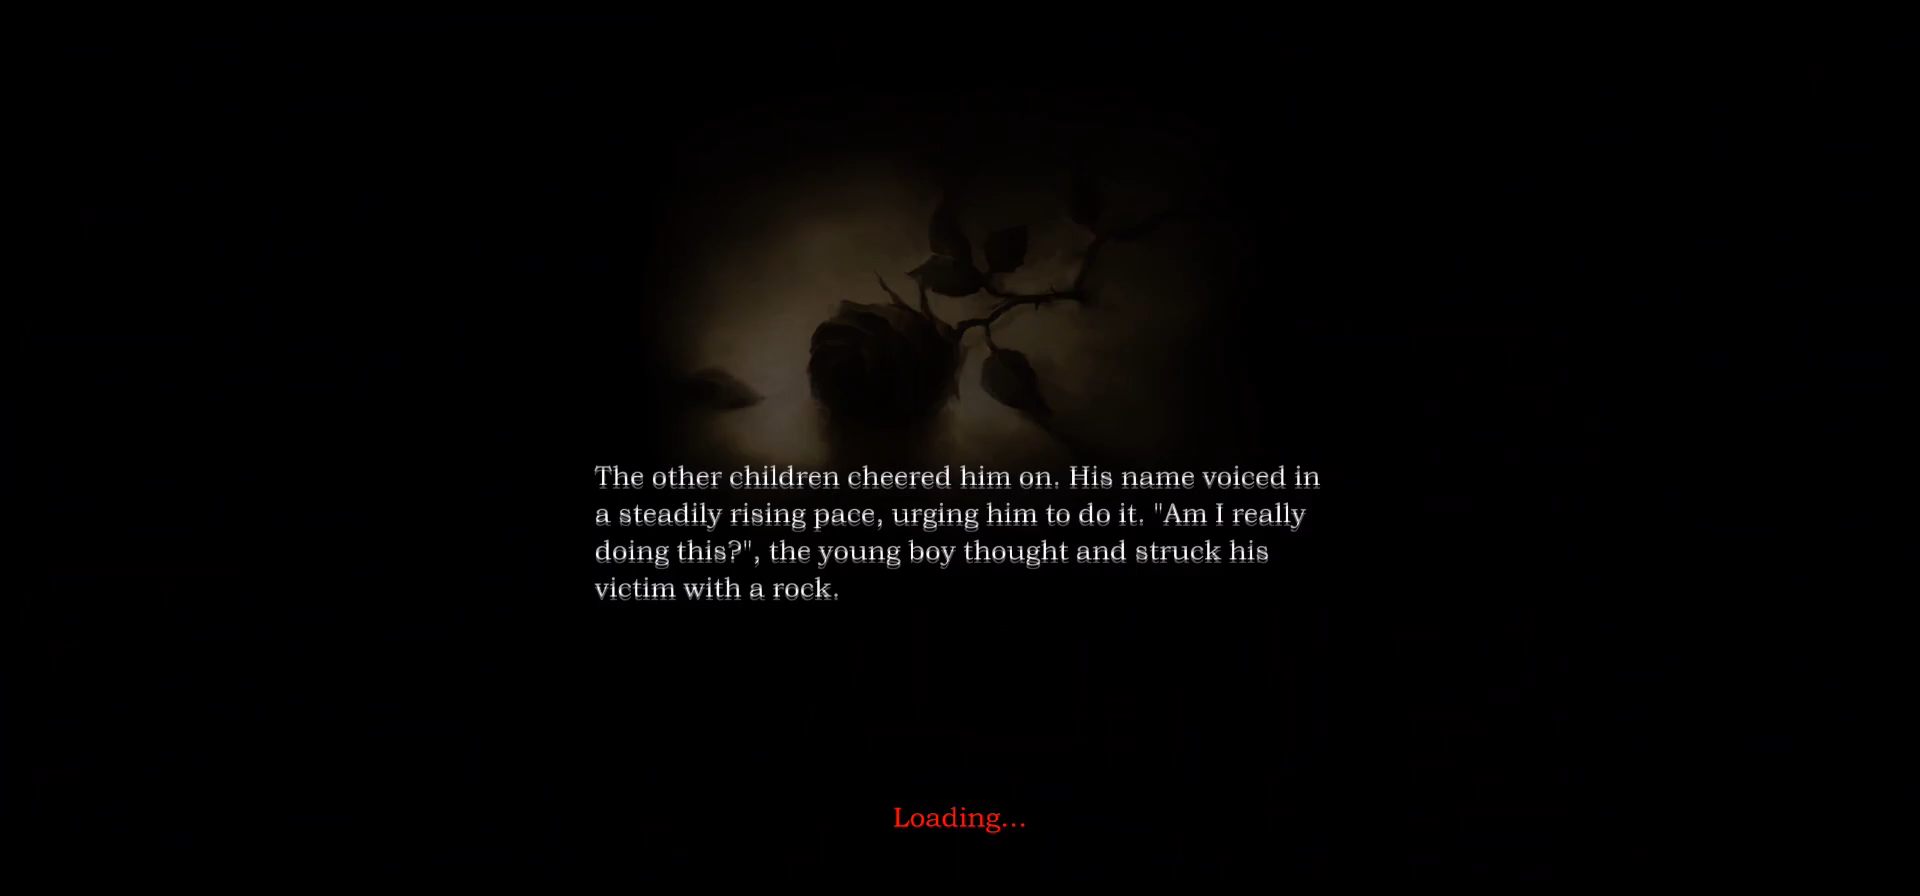 The other children cheered him on. His name voiced in
a steadily rising pace, urging him to do it. "Am I really
doing this?", the young boy thought and struck his
victim with a rock.
Loading...